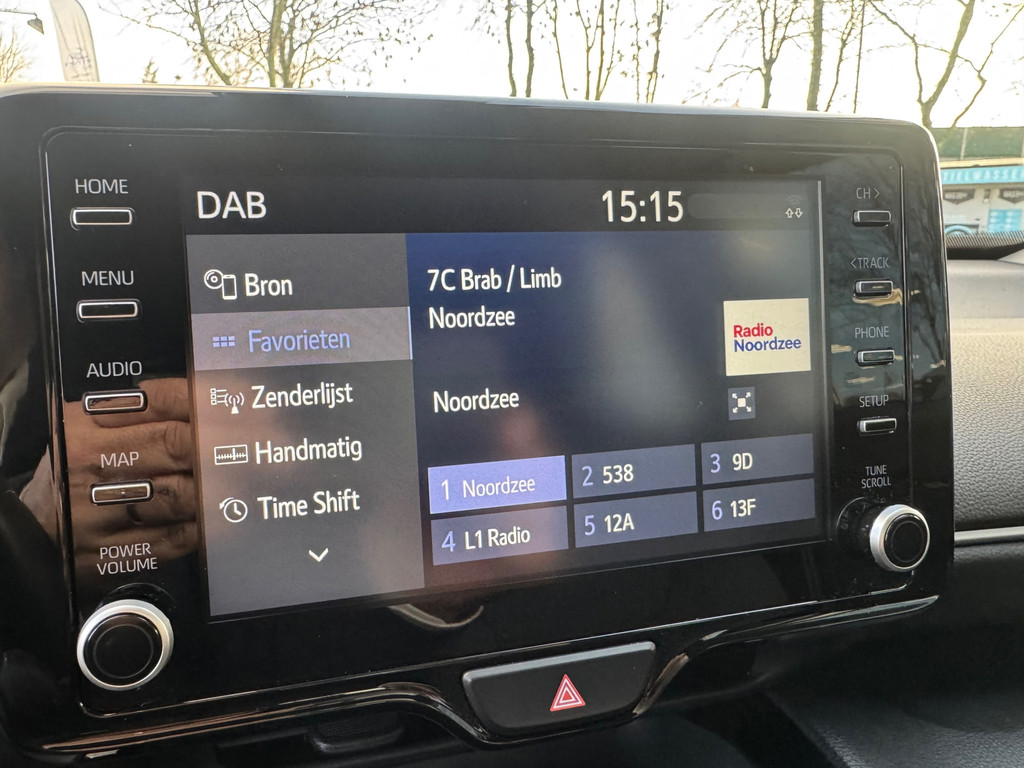 HOME
MENU
AUDIO
MAP
POWER
VOLUME
DAB
15:15
Bron
Favorieten
Zenderlijst
Handmatig
Time Shift
7C Brab / Limb
Noordzee
Radio
Noordzee
Noordzee
1 Noordzee
2 538
3 9D
4 L1 Radio
5 12A
6 13F
CH >
< TRACK
PHONE
SETUP
TUNE
SCROLL